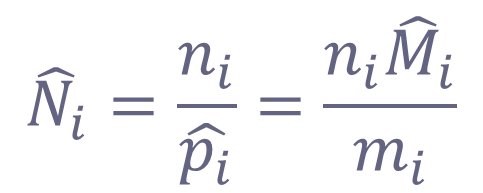 N̂ᵢ = nᵢ / p̂ᵢ = nᵢM̂ᵢ / mᵢ